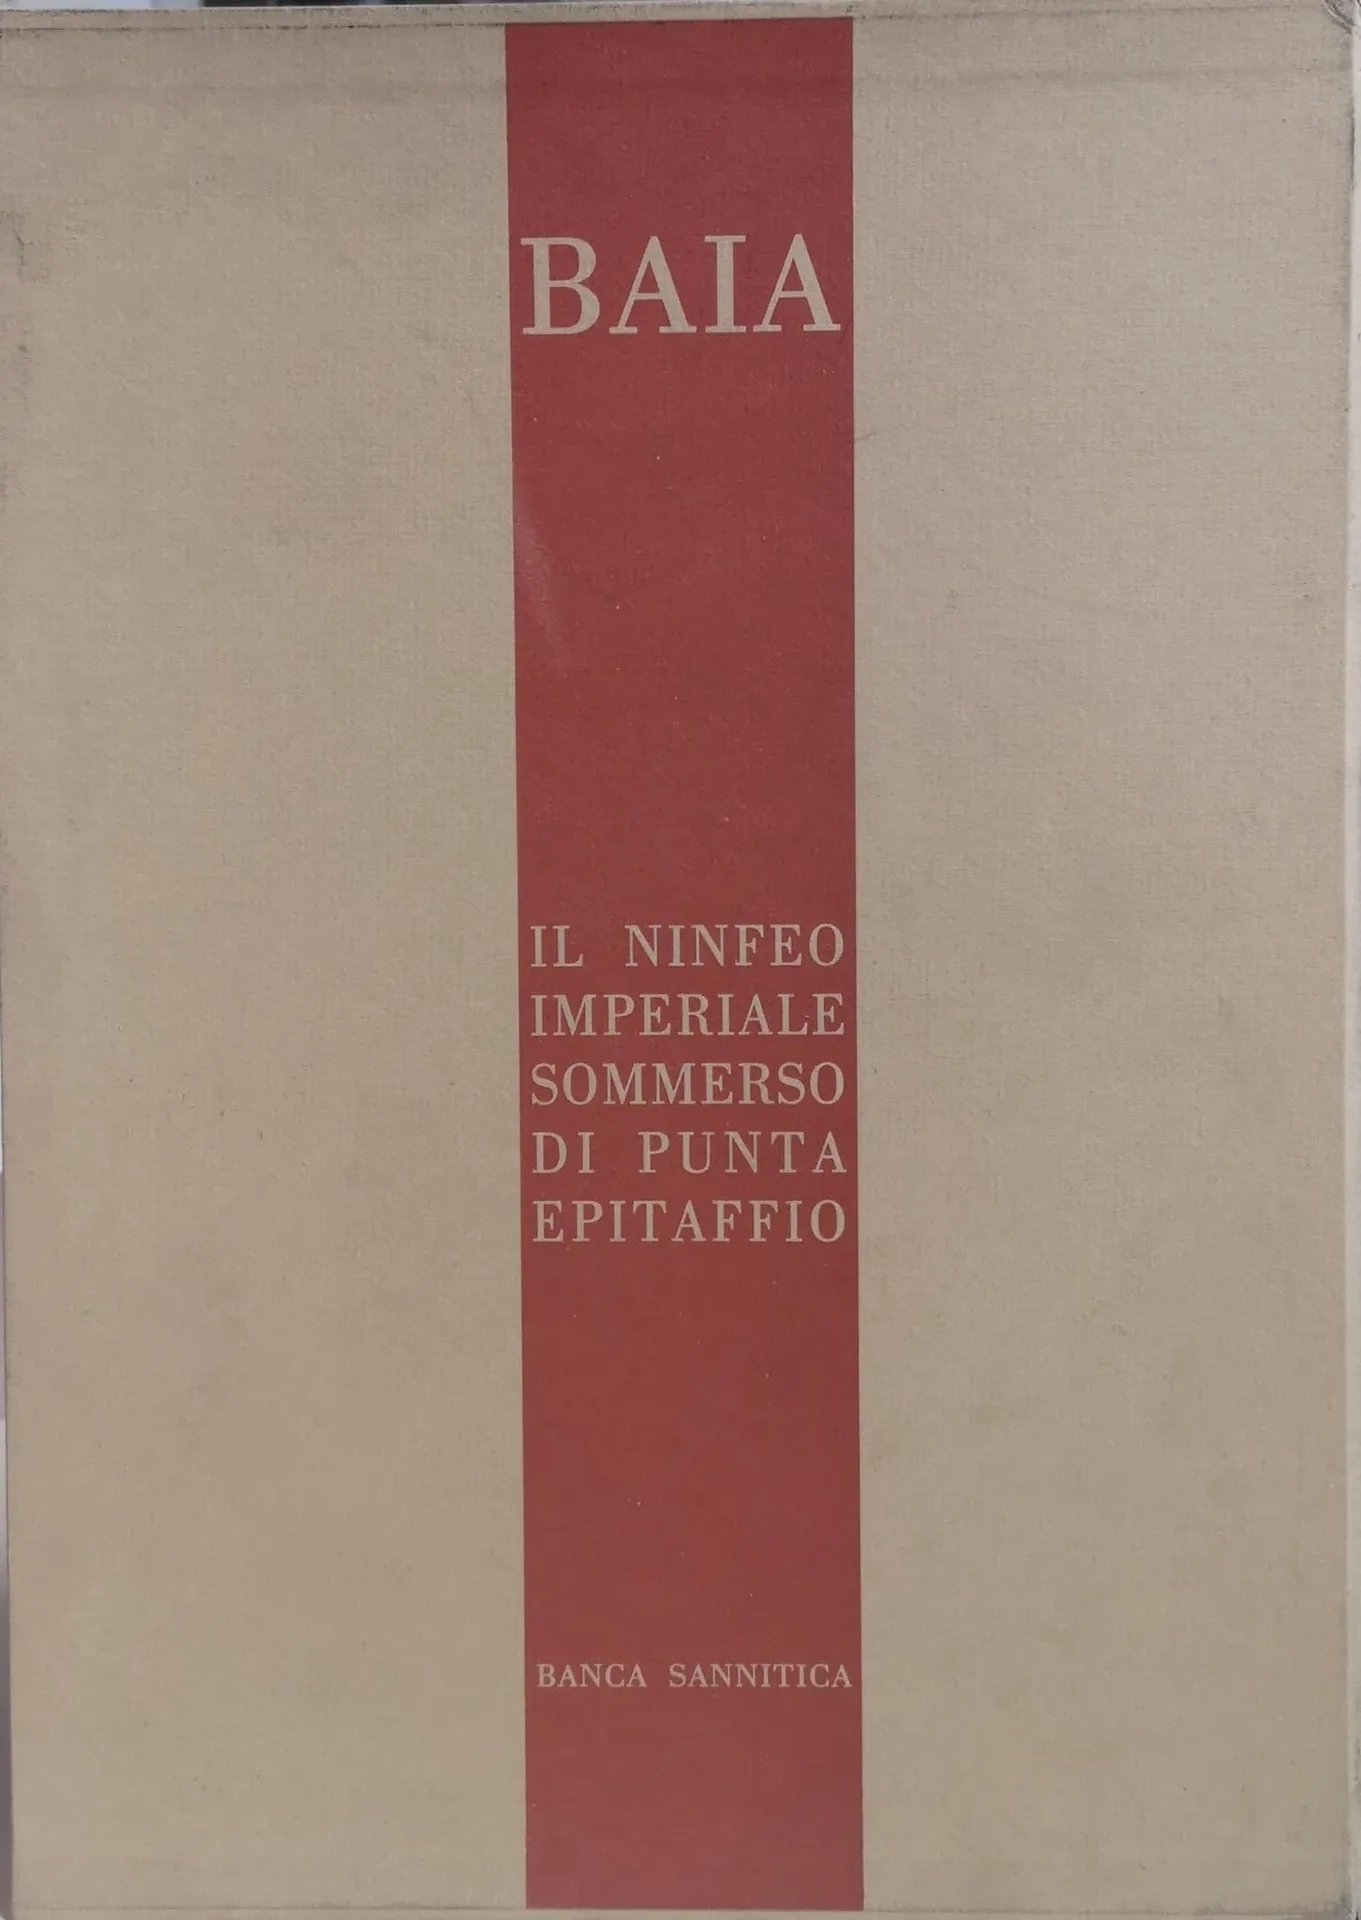 BAIA
IL NINFEO
IMPERIALE
SOMMERSO
DI PUNTA
EPITAFFIO
BANCA SANNITICA